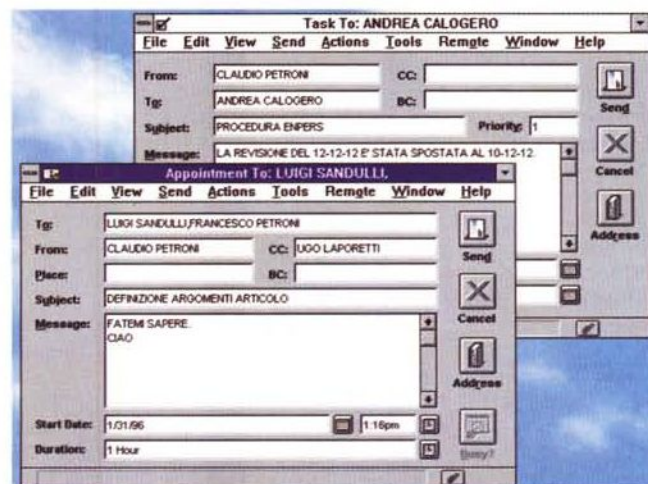 Task To: ANDREA CALOGERO
File Edit View Send Actions Tools Remote Window Help
From: CLAUDIO PETRONI CC:
To: ANDREA CALOGERO BC:
Send
Subject: PROCEDURA ENPERS Priority: 1
Message: LA REVISIONE DEL 12-12-12 E' STATA SPOSTATA AL 10-12-12.
Cancel
Address
Appointment To: LUIGI SANDULLI,
File Edit View Send Actions Tools Remote Window Help
To: LUIGI SANDULLI,FRANCESCO PETRONI
From: CLAUDIO PETRONI CC: UGO LAPORETTI
Send
Place: BC:
Subject: DEFINIZIONE ARGOMENTI ARTICOLO
Message: FATEMI SAPERE.
CIAO
Cancel
Address
Start Date: 1/31/96 1:16pm
Duration: 1 Hour
Busy?